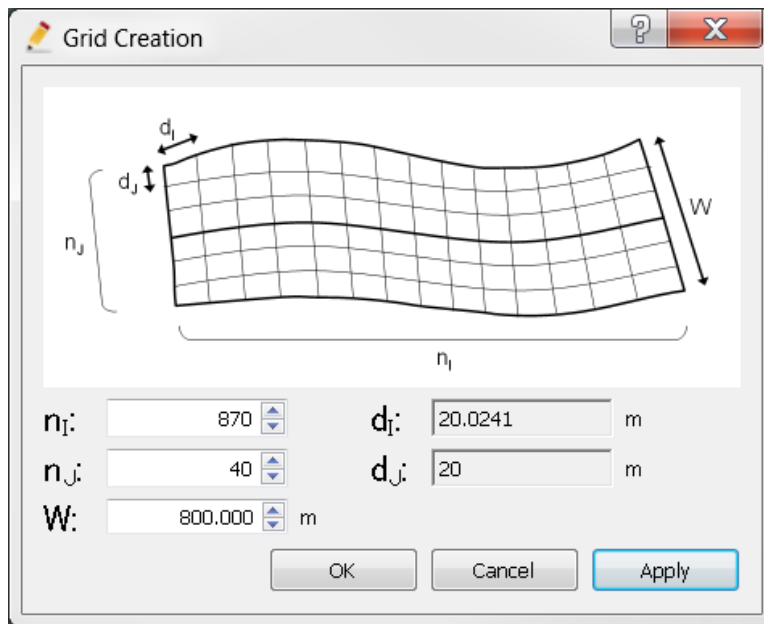 Grid Creation
d_I
d_J
W
n_J
n_I
n_I: 870 d_I: 20.0241 m
n_J: 40 d_J: 20 m
W: 800.000 m
OK Cancel Apply